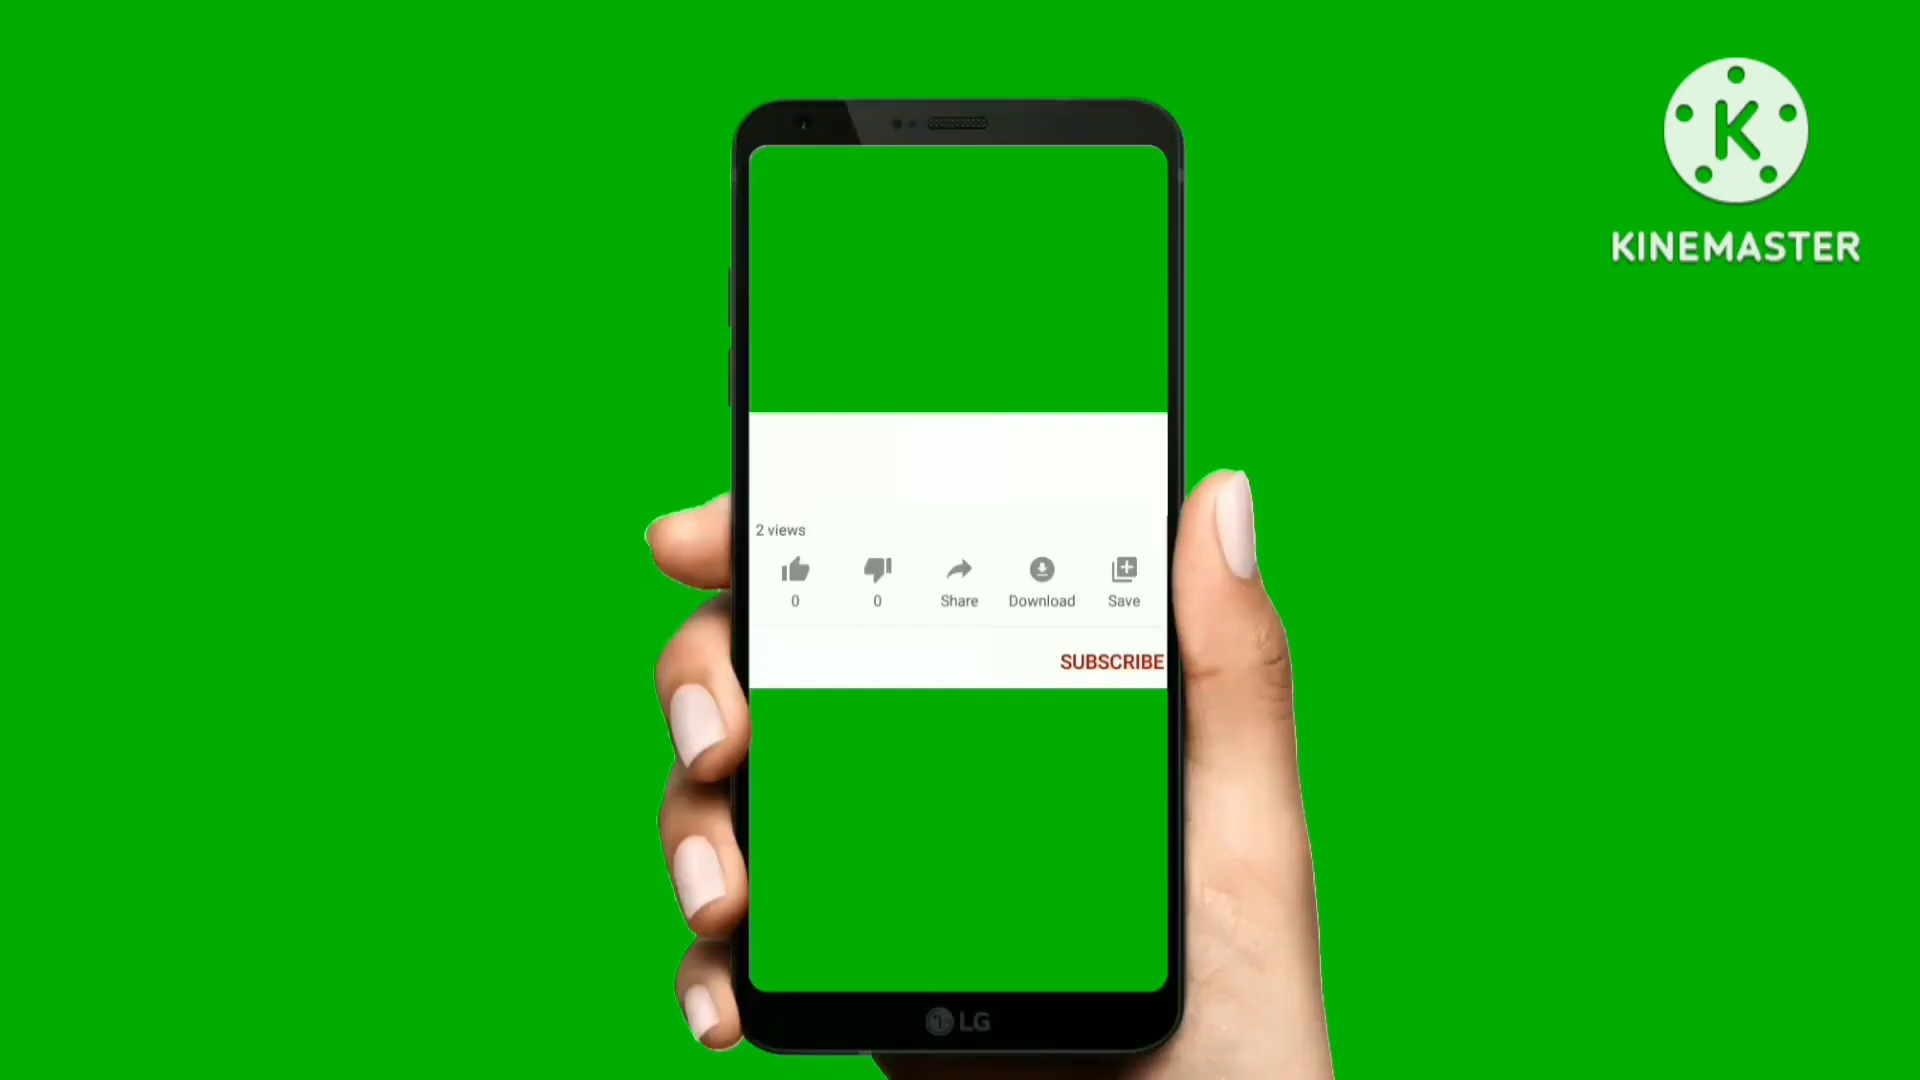 K
KINEMASTER
2 views
0 0 Share Download Save
SUBSCRIBE
LG